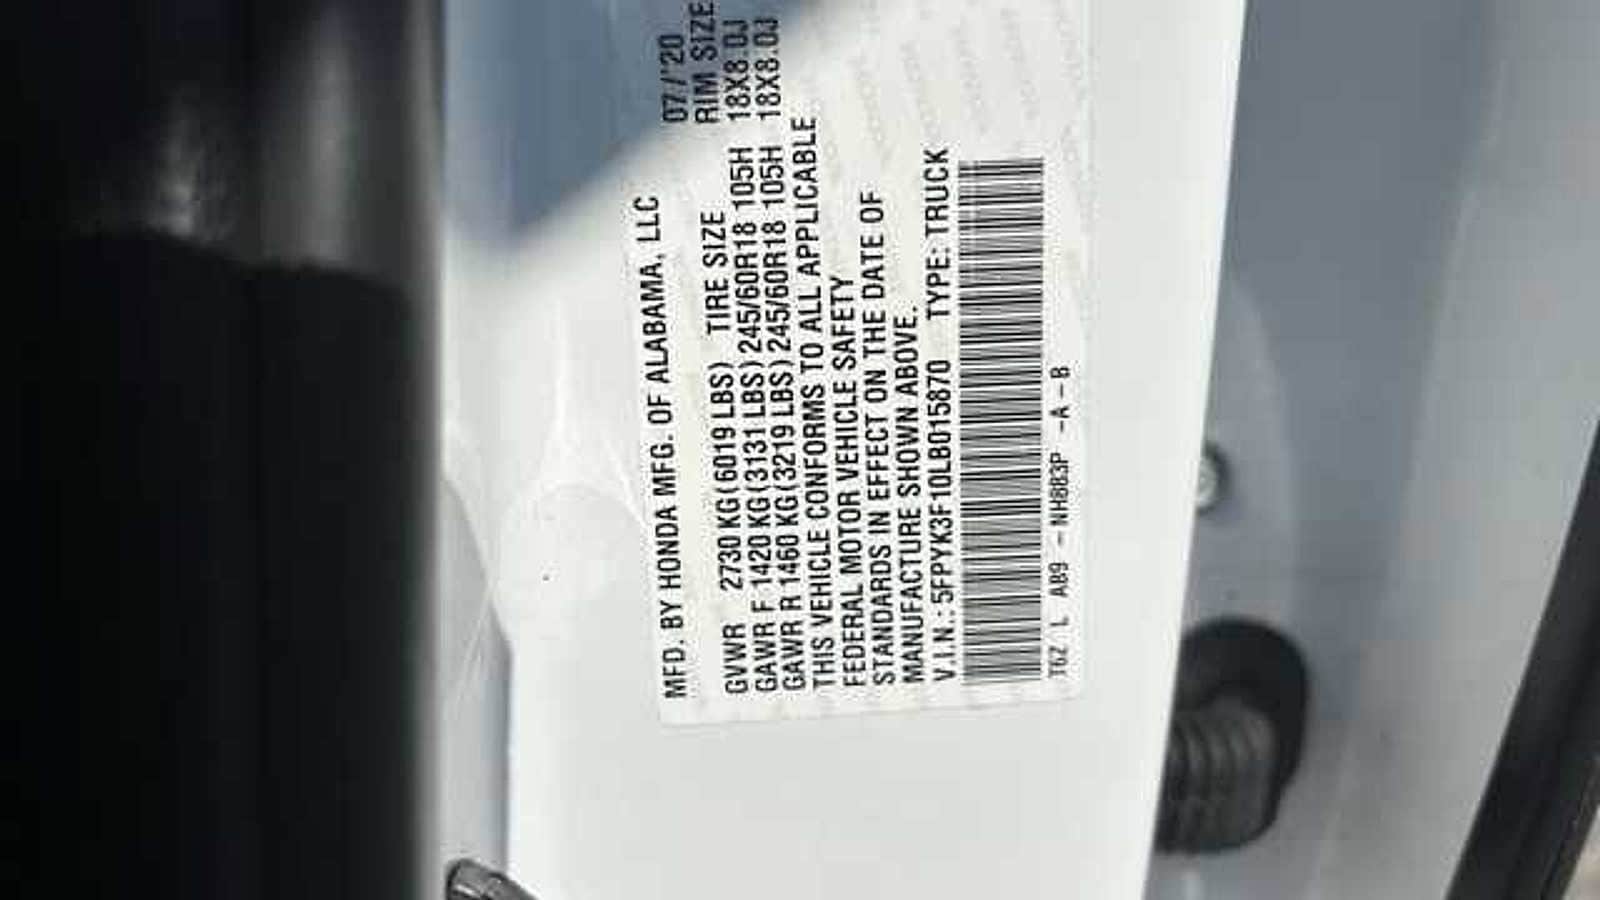 MFD. BY HONDA MFG. OF ALABAMA, LLC 07/'20
GVWR 2730 KG(6019 LBS) TIRE SIZE RIM SIZE
GAWR F 1420 KG(3131 LBS) 245/60R18 105H 18X8.0J
GAWR R 1460 KG(3219 LBS) 245/60R18 105H 18X8.0J
THIS VEHICLE CONFORMS TO ALL APPLICABLE
FEDERAL MOTOR VEHICLE SAFETY
STANDARDS IN EFFECT ON THE DATE OF
MANUFACTURE SHOWN ABOVE.
V.I.N.: 5FPYK3F10LB015870 TYPE: TRUCK
T6Z L A89 -NH883P -A-B